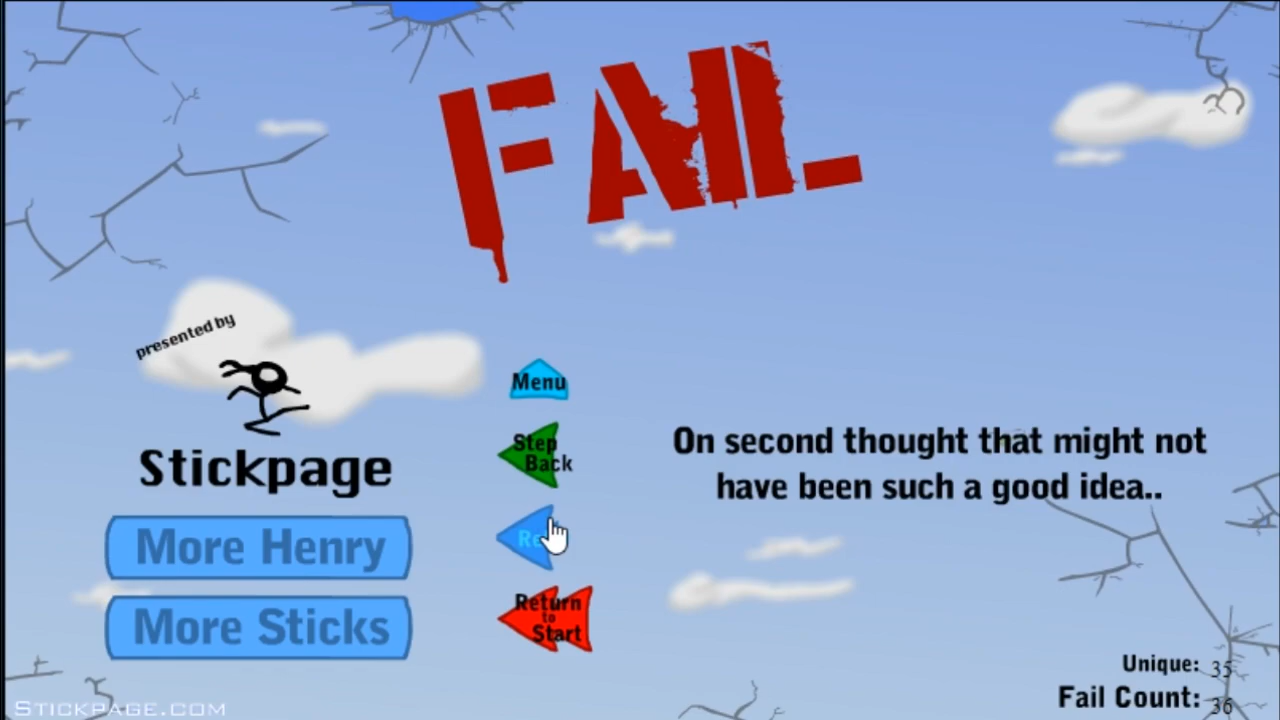 FAIL
presented by
Stickpage
More Henry
More Sticks
Menu
Step
Back
Return
to
Start
On second thought that might not
have been such a good idea..
Unique: 35
Fail Count: 36
STICKPAGE.COM